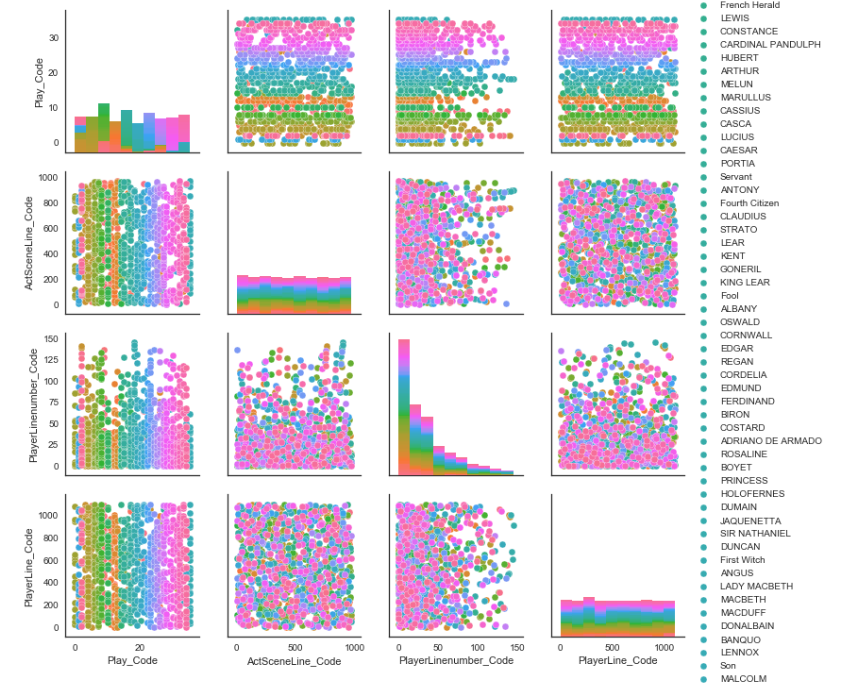 French Herald
LEWIS
CONSTANCE
CARDINAL PANDULPH
HUBERT
ARTHUR
MELUN
MARULLUS
CASSIUS
CASCA
LUCIUS
CAESAR
PORTIA
Servant
ANTONY
Fourth Citizen
CLAUDIUS
STRATO
LEAR
KENT
GONERIL
KING LEAR
Fool
ALBANY
OSWALD
CORNWALL
EDGAR
REGAN
CORDELIA
EDMUND
FERDINAND
BIRON
COSTARD
ADRIANO DE ARMADO
ROSALINE
BOYET
PRINCESS
HOLOFERNES
DUMAIN
JAQUENETTA
SIR NATHANIEL
DUNCAN
First Witch
ANGUS
LADY MACBETH
MACBETH
MACDUFF
DONALBAIN
BANQUO
LENNOX
Son
MALCOLM
Play_Code
30
20
10
0
ActSceneLine_Code
1000
800
600
400
200
0
PlayerLinenumber_Code
150
125
100
75
50
25
0
PlayerLine_Code
1000
800
600
400
200
0
0 20
Play_Code
0 500 1000
ActSceneLine_Code
0 50 100 150
PlayerLinenumber_Code
0 500 1000
PlayerLine_Code